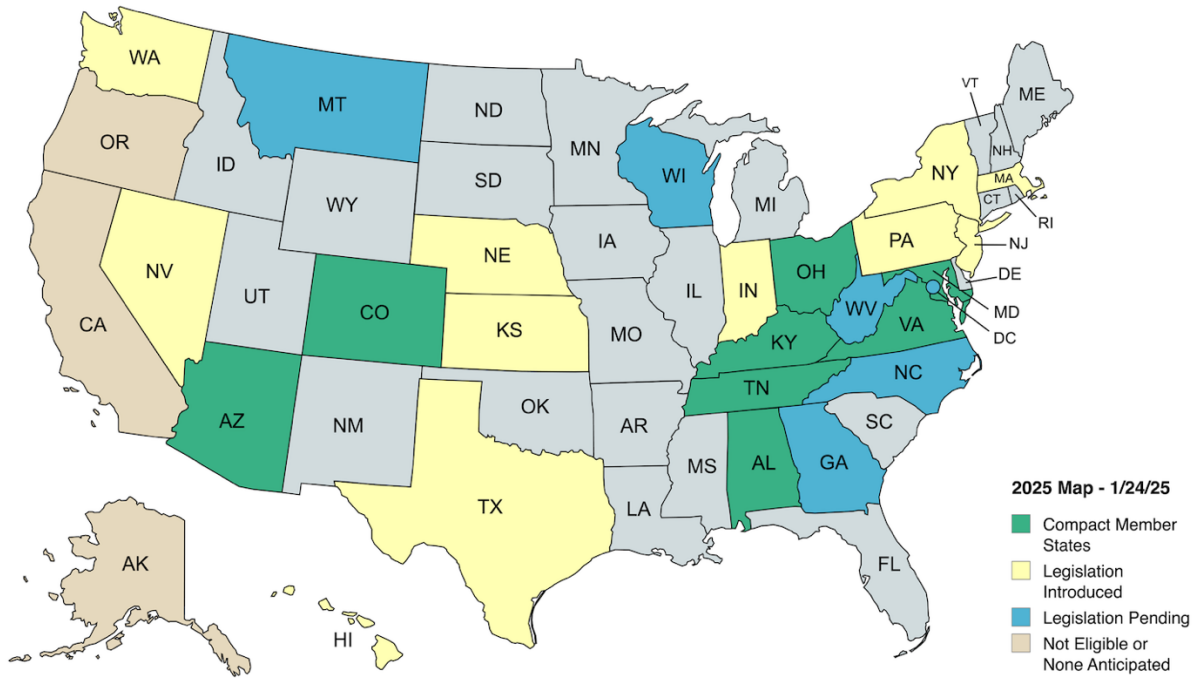 WA
MT
ND
MN
VT
ME
OR
ID
SD
WI
NH
NY
MA
WY
MI
CT
RI
IA
PA
NJ
NE
NV
OH
DE
UT
IL
IN
CO
WV
MD
CA
KS
MO
KY
VA
DC
NC
TN
AZ
OK
NM
AR
SC
MS
AL
GA
TX
LA
2025 Map - 1/24/25
Compact Member
States
AK
FL
Legislation
Introduced
Legislation Pending
HI
Not Eligible or
None Anticipated